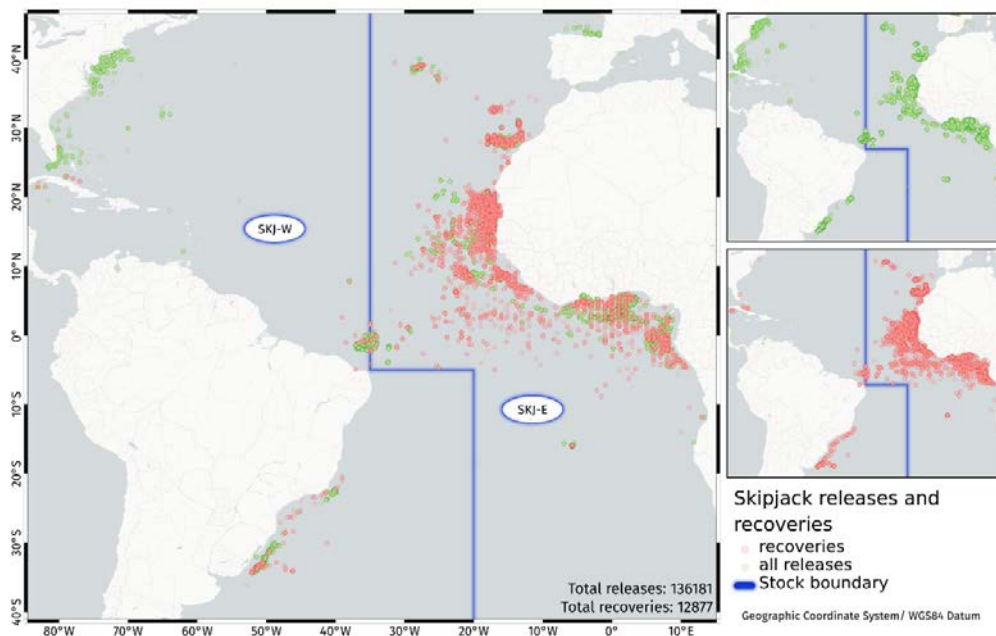 40°N
30°N
20°N
10°N
0°
10°S
20°S
30°S
40°S
SKJ-W
SKJ-E
Total releases: 136181
Total recoveries: 12877
80°W
70°W
60°W
50°W
40°W
30°W
20°W
10°W
0°
10°E
Skipjack releases and
recoveries
recoveries
all releases
Stock boundary
Geographic Coordinate System/ WGS84 Datum